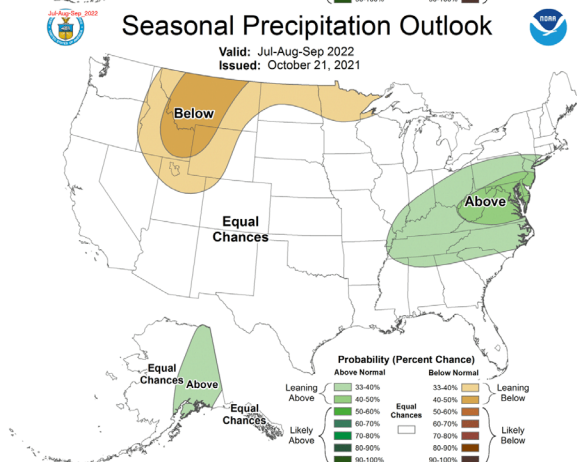 Jul-Aug-Sep_2022
NOAA
Seasonal Precipitation Outlook
Valid: Jul-Aug-Sep 2022
Issued: October 21, 2021
Below
Above
Equal
Chances
Equal
Chances
Above
Equal
Chances
Probability (Percent Chance)
Above Normal
Below Normal
Leaning
Above
33-40%
40-50%
50-60%
60-70%
70-80%
80-90%
90-100%
Likely
Above
Equal
Chances
33-40%
40-50%
50-60%
60-70%
70-80%
80-90%
90-100%
Leaning
Below
Likely
Below